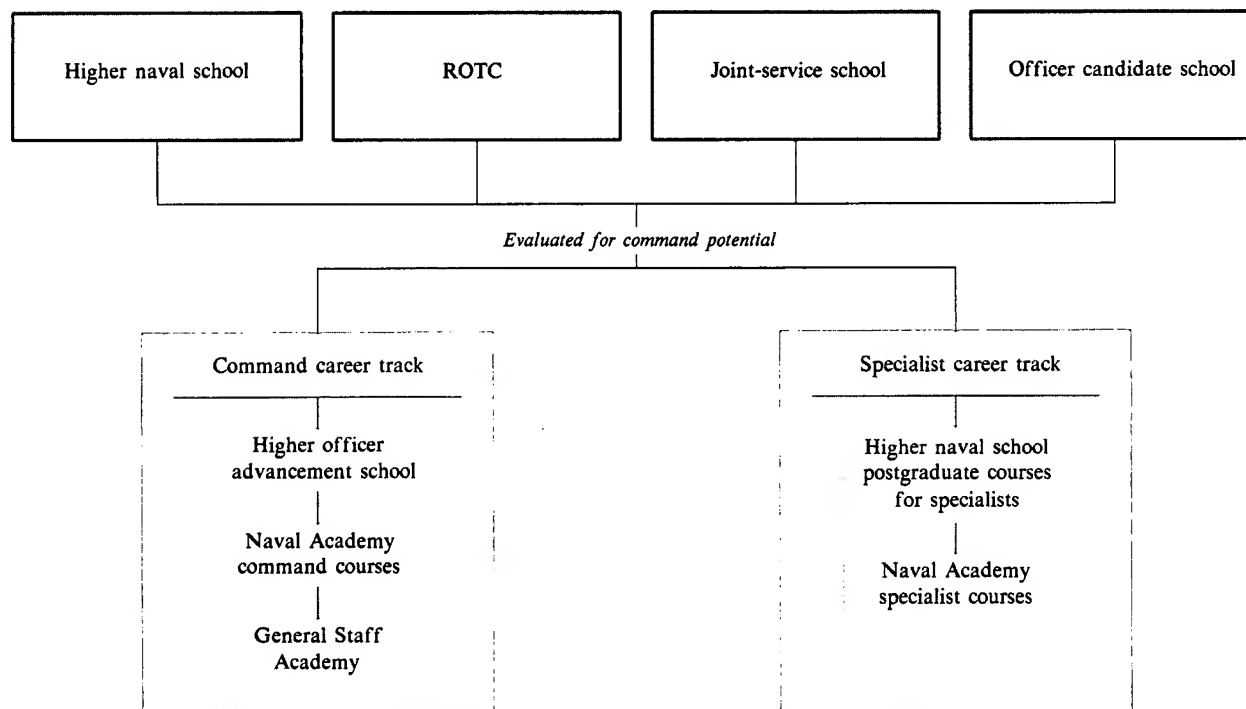 Higher naval school
ROTC
Joint-service school
Officer candidate school
Evaluated for command potential
Command career track
Higher officer
advancement school
Naval Academy
command courses
General Staff
Academy
Specialist career track
Higher naval school
postgraduate courses
for specialists
Naval Academy
specialist courses